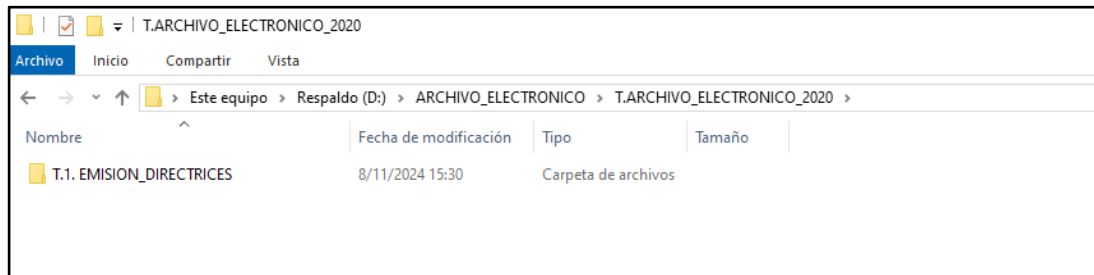 T.ARCHIVO_ELECTRONICO_2020
Archivo Inicio Compartir Vista
Este equipo > Respaldo (D:) > ARCHIVO_ELECTRONICO > T.ARCHIVO_ELECTRONICO_2020 >
Nombre Fecha de modificación Tipo Tamaño
T.1. EMISION_DIRECTRICES 8/11/2024 15:30 Carpeta de archivos